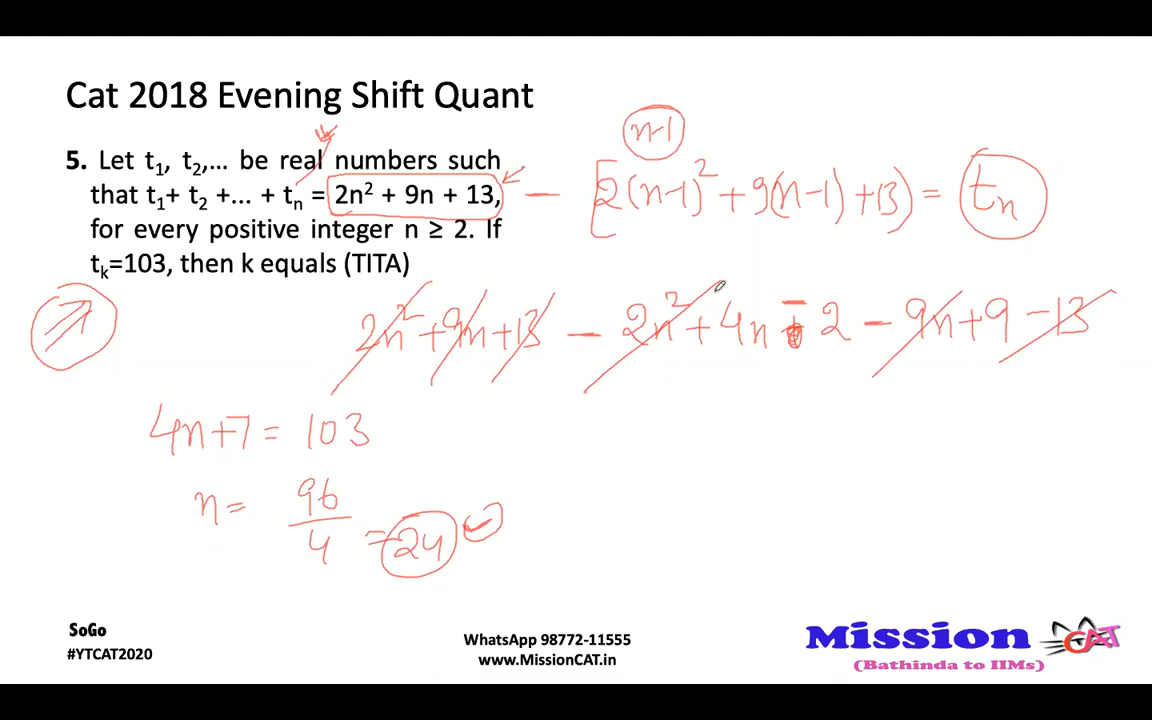 Cat 2018 Evening Shift Quant
5. Let t₁, t₂,... be real numbers such
that t₁+ t₂ +... + tₙ = 2n² + 9n + 13,
for every positive integer n ≥ 2. If
tₖ=103, then k equals (TITA)
n-1
- [2(n-1)² + 9(n-1) + 13) = tₙ
2n² + 9n + 13 - 2n² + 4n - 2 - 9n + 9 - 13
4n+7 = 103
n = 96/4 = 24
SoGo
#YTCAT2020
WhatsApp 98772-11555
www.MissionCAT.in
Mission CAT
(Bathinda to IIMs)